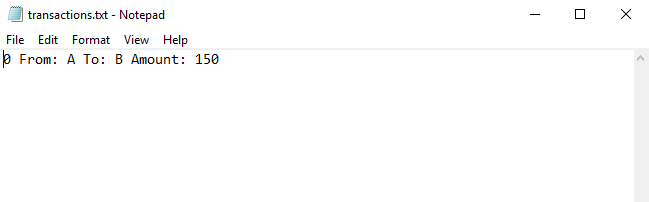 transactions.txt - Notepad
File Edit Format View Help
0 From: A To: B Amount: 150